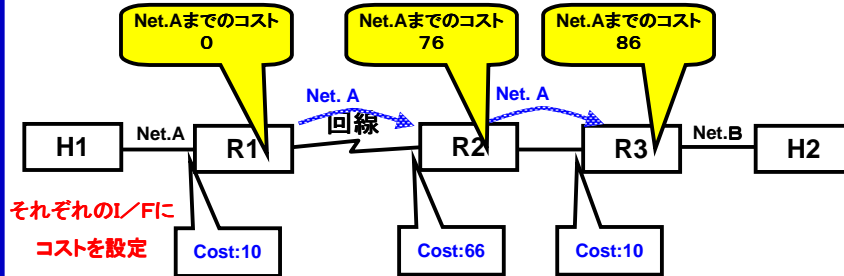 Net.Aまでのコスト
0
Net.Aまでのコスト
76
Net.Aまでのコスト
86
Net. A
Net. A
回線
H1
Net.A
R1
R2
R3
Net.B
H2
それぞれのI／Fに
コストを設定
Cost:10
Cost:66
Cost:10